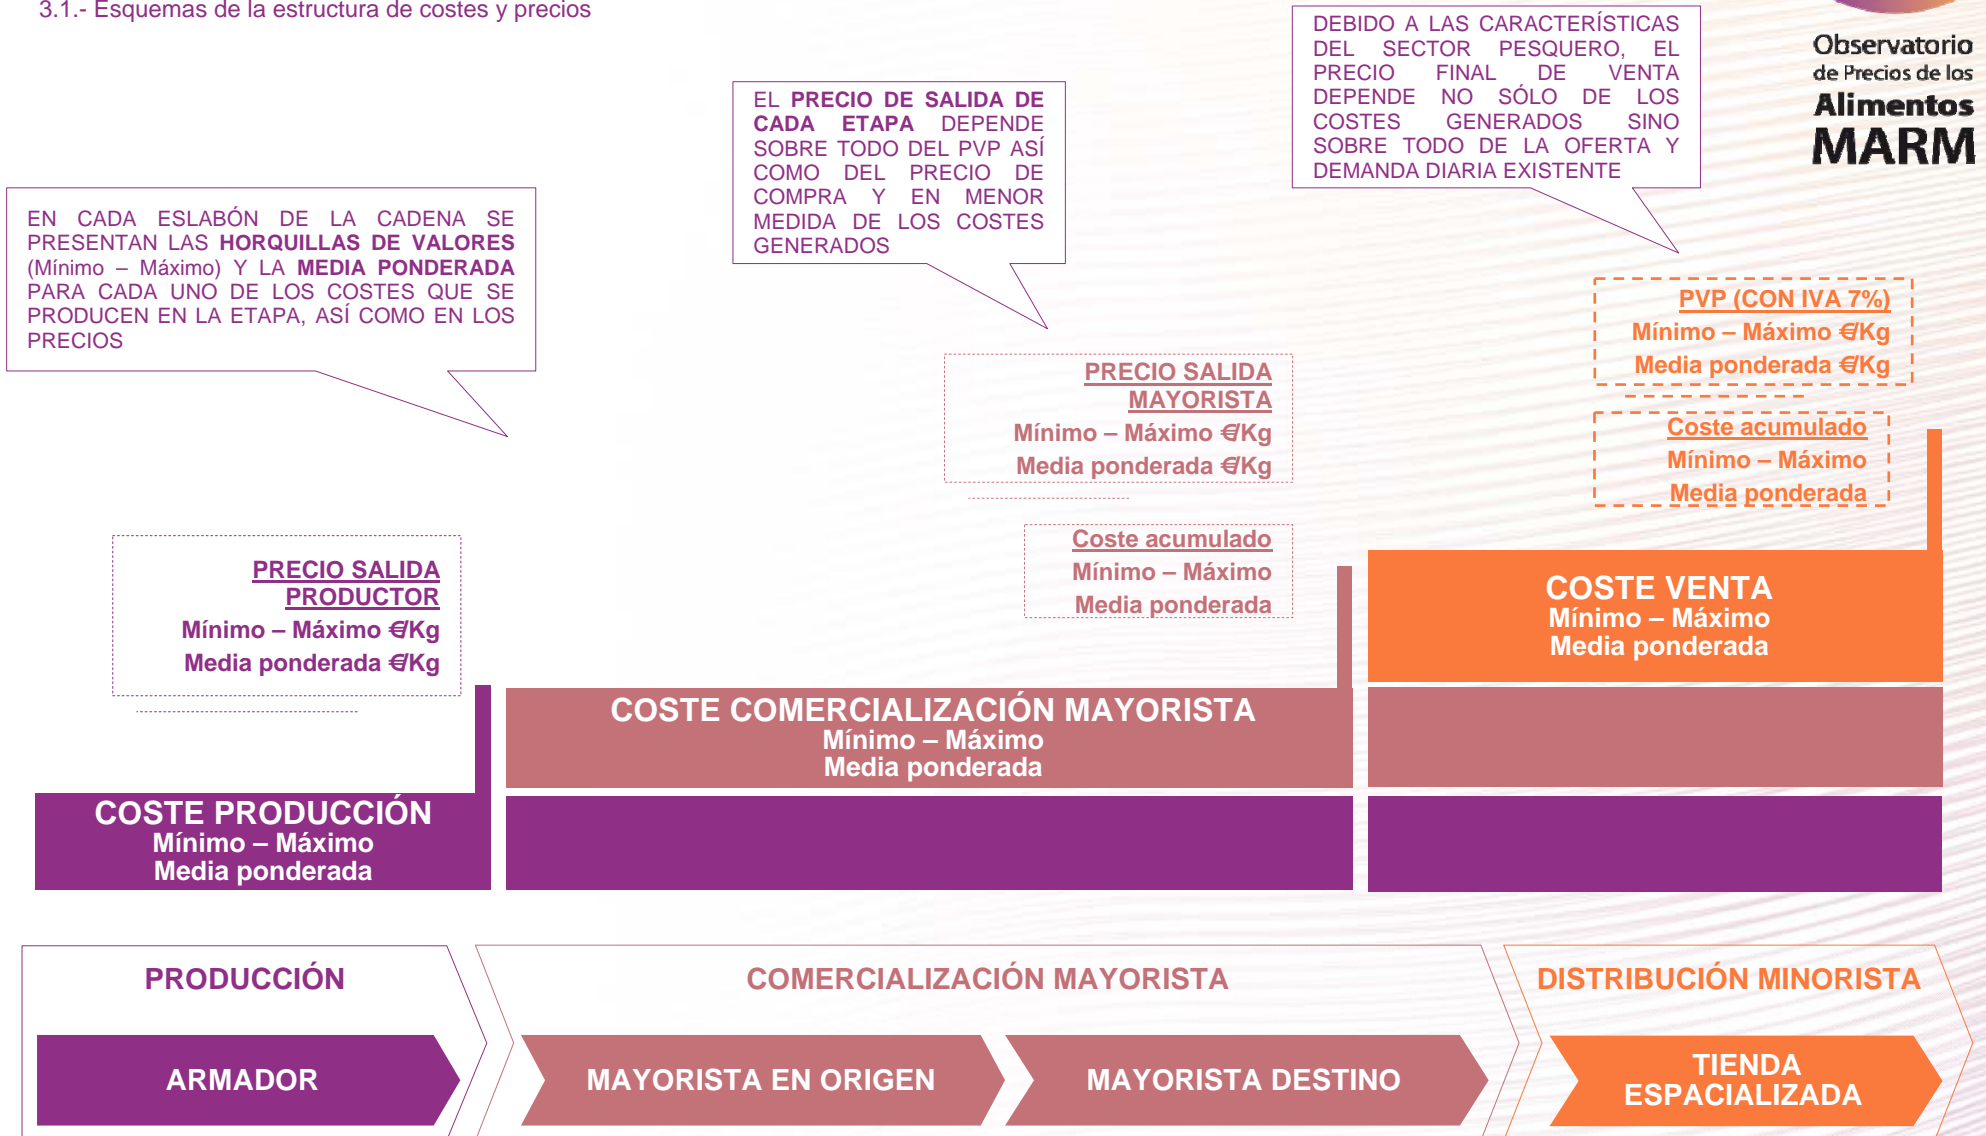 3.1.- Esquemas de la estructura de costes y precios
Observatorio
de Precios de los
Alimentos
MARM
DEBIDO A LAS CARACTERÍSTICAS
DEL SECTOR PESQUERO, EL
PRECIO FINAL DE VENTA
DEPENDE NO SÓLO DE LOS
COSTES GENERADOS SINO
SOBRE TODO DE LA OFERTA Y
DEMANDA DIARIA EXISTENTE
EL PRECIO DE SALIDA DE
CADA ETAPA DEPENDE
SOBRE TODO DEL PVP ASÍ
COMO DEL PRECIO DE
COMPRA Y EN MENOR
MEDIDA DE LOS COSTES
GENERADOS
EN CADA ESLABÓN DE LA CADENA SE
PRESENTAN LAS HORQUILLAS DE VALORES
(Mínimo – Máximo) Y LA MEDIA PONDERADA
PARA CADA UNO DE LOS COSTES QUE SE
PRODUCEN EN LA ETAPA, ASÍ COMO EN LOS
PRECIOS
PVP (CON IVA 7%)
Mínimo – Máximo €/Kg
Media ponderada €/Kg
Coste acumulado
Mínimo – Máximo
Media ponderada
PRECIO SALIDA
MAYORISTA
Mínimo – Máximo €/Kg
Media ponderada €/Kg
Coste acumulado
Mínimo – Máximo
Media ponderada
PRECIO SALIDA
PRODUCTOR
Mínimo – Máximo €/Kg
Media ponderada €/Kg
COSTE VENTA
Mínimo – Máximo
Media ponderada
COSTE COMERCIALIZACIÓN MAYORISTA
Mínimo – Máximo
Media ponderada
COSTE PRODUCCIÓN
Mínimo – Máximo
Media ponderada
PRODUCCIÓN
COMERCIALIZACIÓN MAYORISTA
DISTRIBUCIÓN MINORISTA
ARMADOR
MAYORISTA EN ORIGEN
MAYORISTA DESTINO
TIENDA
ESPACIALIZADA